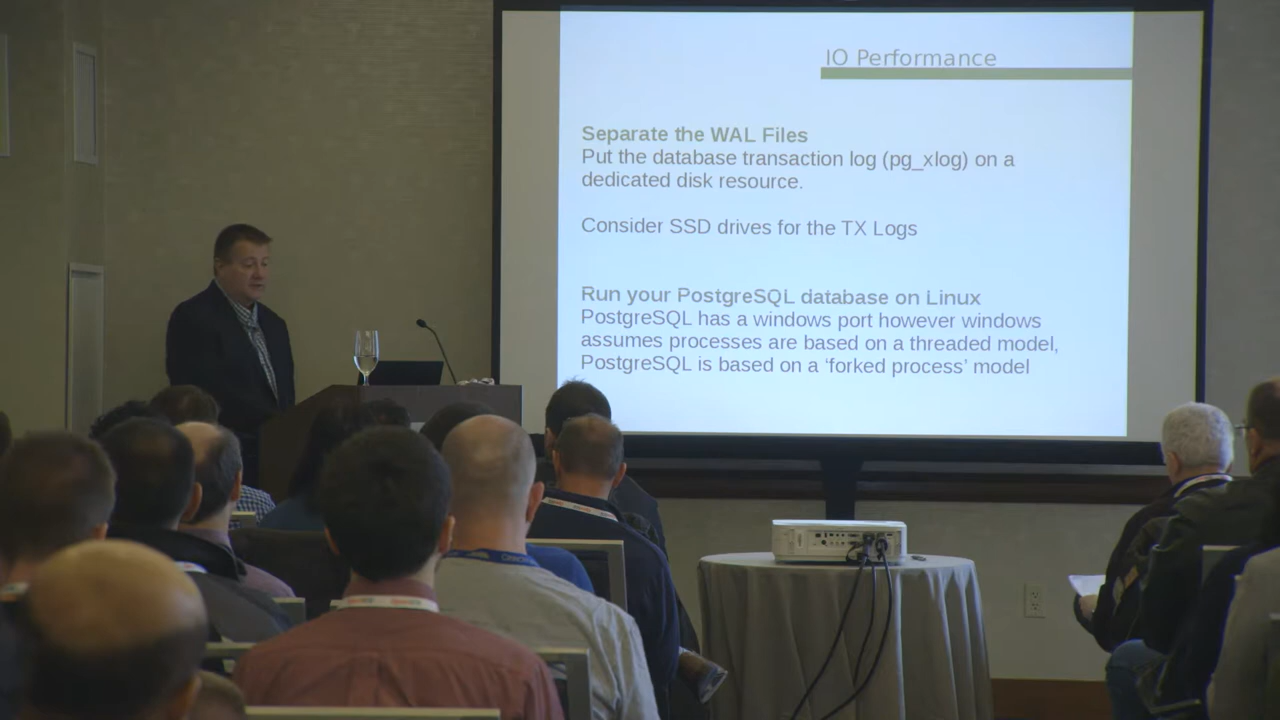 IO Performance
Separate the WAL Files
Put the database transaction log (pg_xlog) on a
dedicated disk resource.
Consider SSD drives for the TX Logs
Run your PostgreSQL database on Linux
PostgreSQL has a windows port however windows
assumes processes are based on a threaded model,
PostgreSQL is based on a ‘forked process’ model